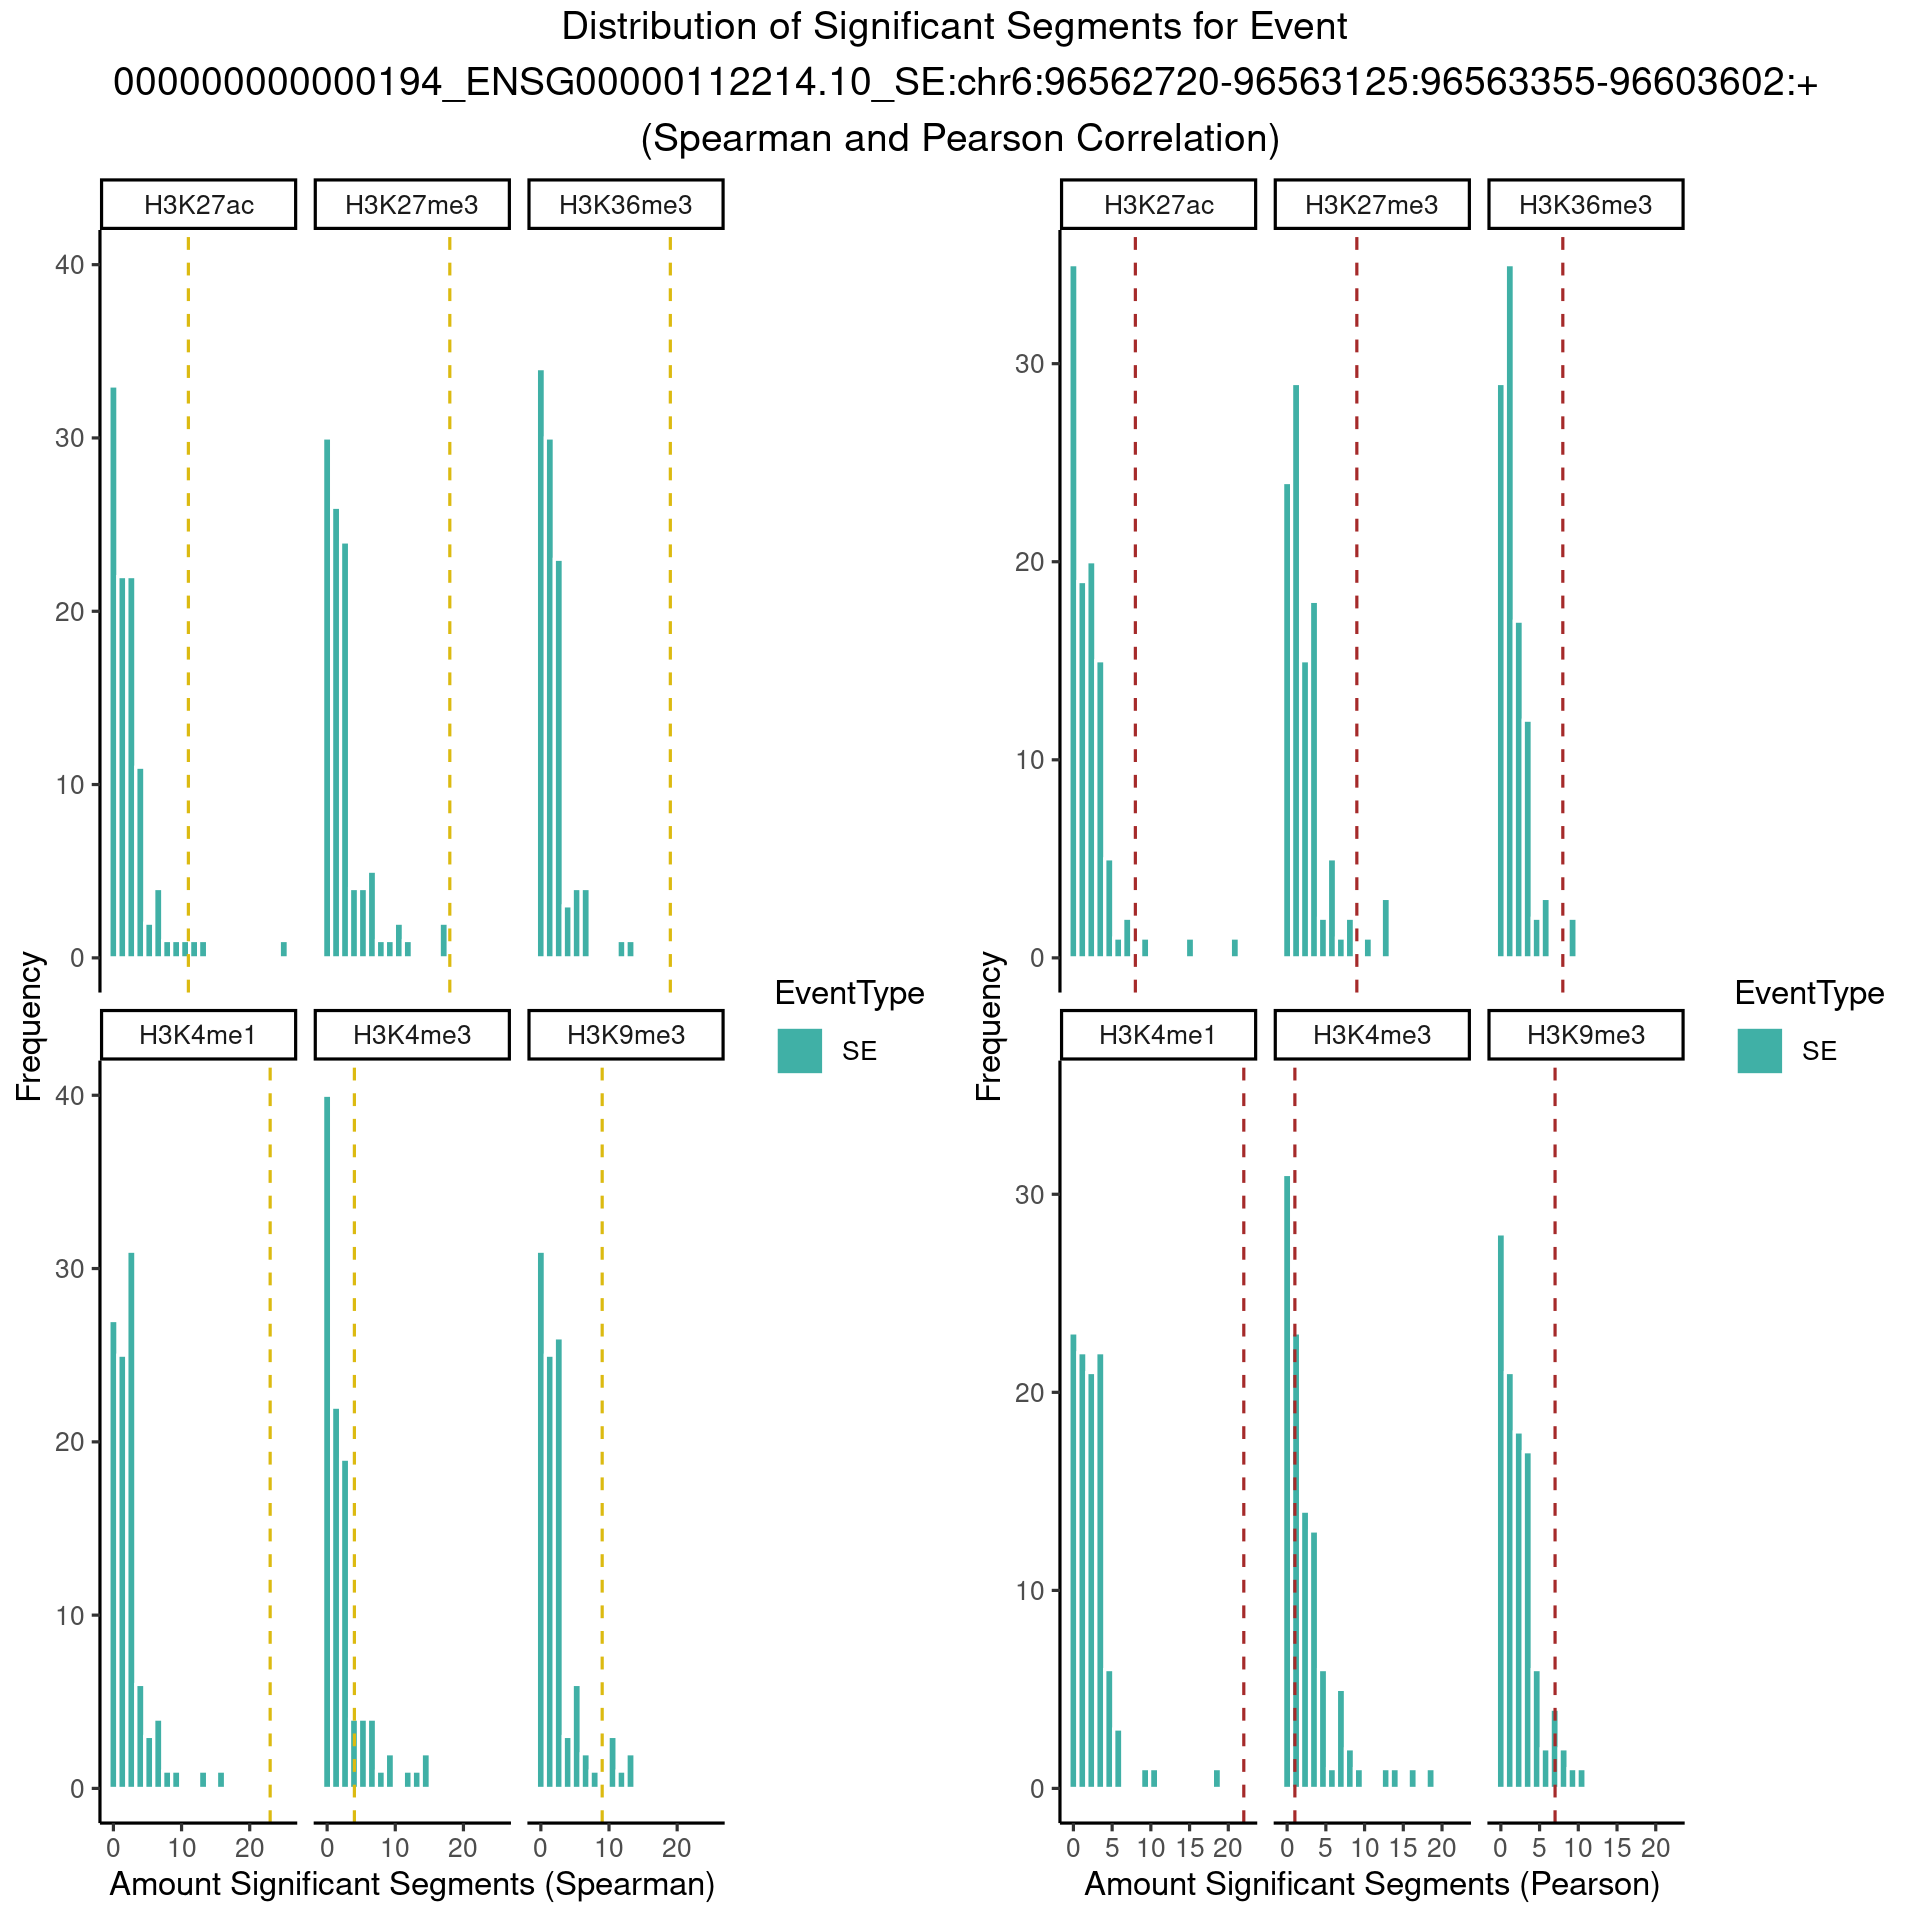 Distribution of Significant Segments for Event
000000000000194_ENSG00000112214.10_SE:chr6:96562720-96563125:96563355-96603602:+
(Spearman and Pearson Correlation)
H3K27ac H3K27me3 H3K36me3
40
30
20
10
0
H3K4me1 H3K4me3 H3K9me3
40
30
20
10
0
0 10 20 0 10 20 0 10 20
Frequency
Amount Significant Segments (Spearman)
EventType
SE
H3K27ac H3K27me3 H3K36me3
30
20
10
0
H3K4me1 H3K4me3 H3K9me3
30
20
10
0
0 5 10 15 20 0 5 10 15 20 0 5 10 15 20
Frequency
Amount Significant Segments (Pearson)
EventType
SE